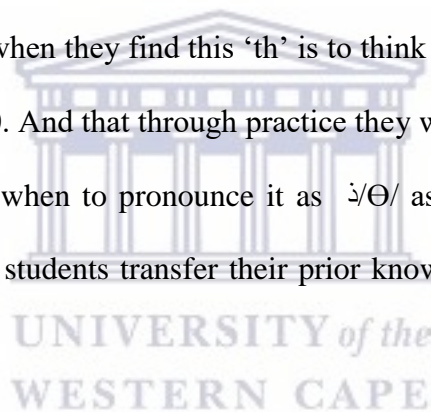 when they find this ‘th’ is to think
). And that through practice they w
when to pronounce it as ذ/Ɵ/ as
students transfer their prior know
UNIVERSITY of the
WESTERN CAPE